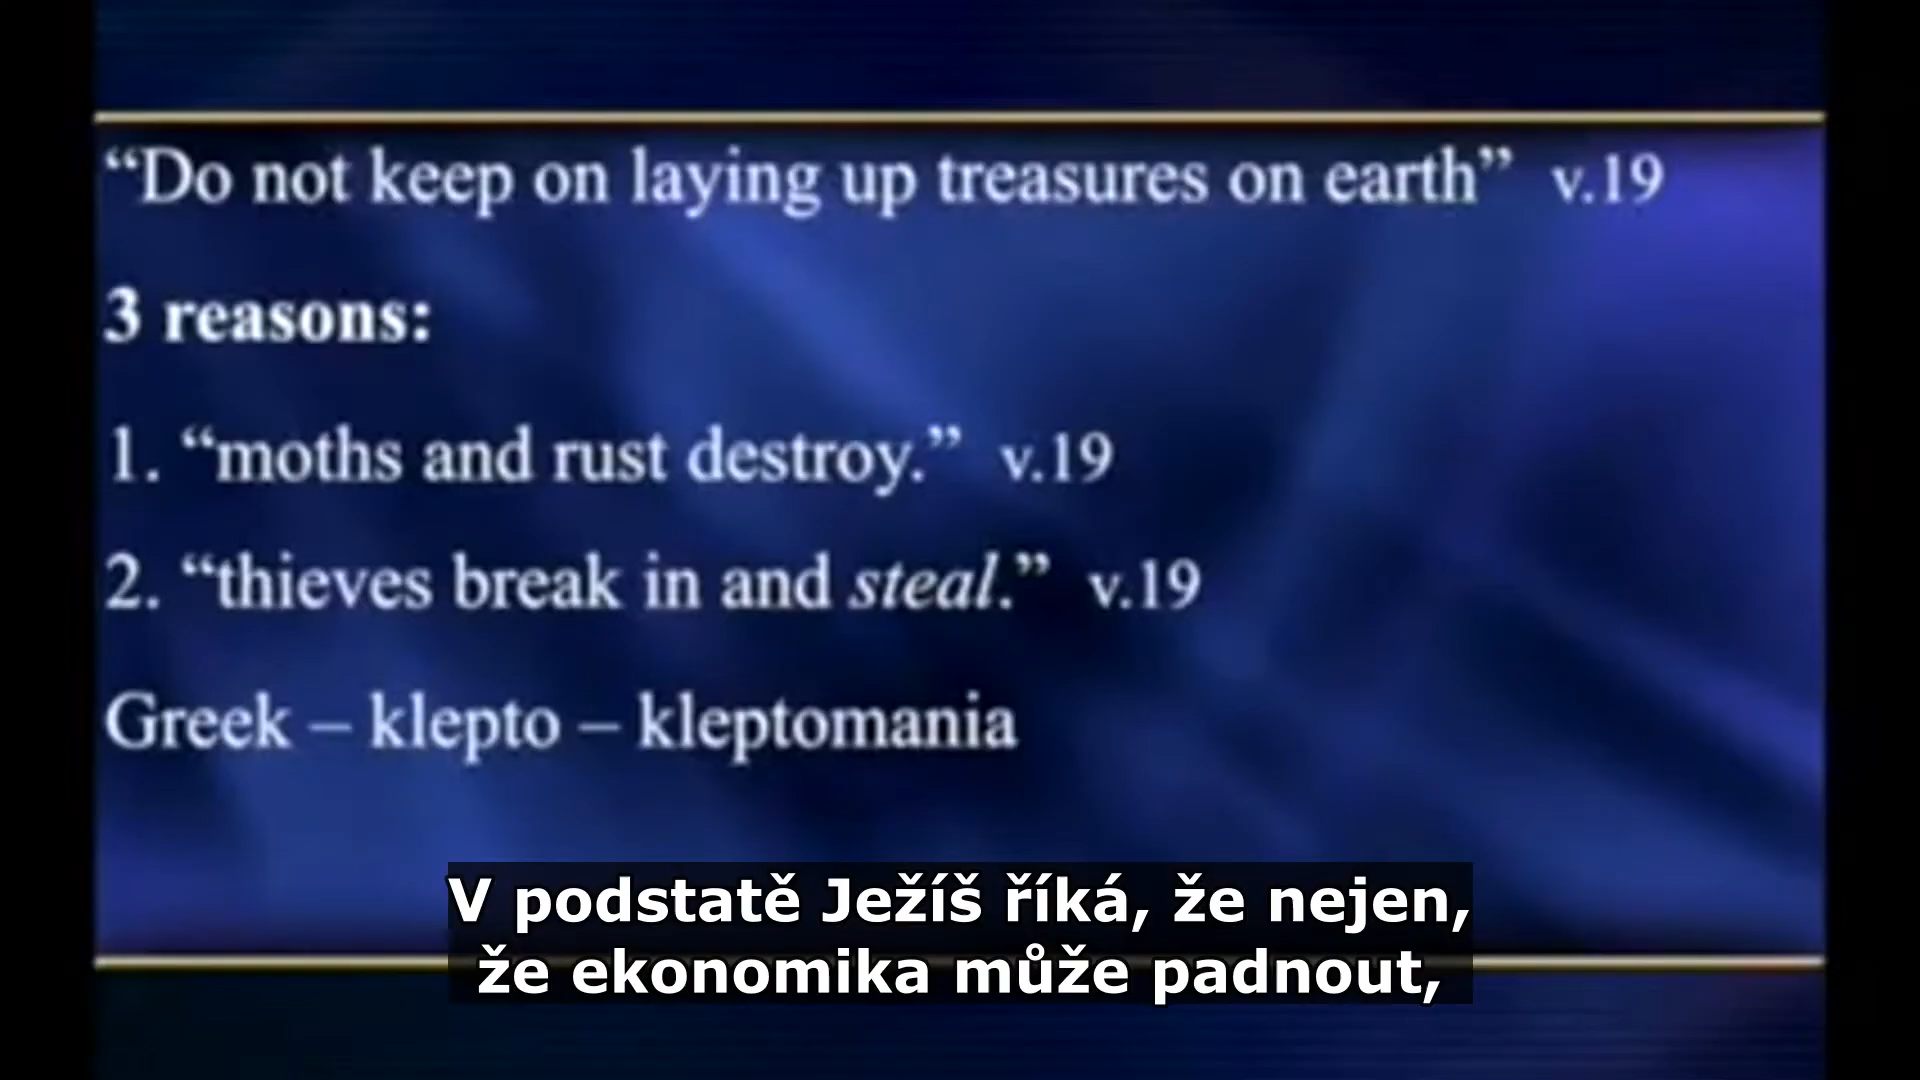 “Do not keep on laying up treasures on earth” v.19
3 reasons:
1. “moths and rust destroy.” v.19
2. “thieves break in and steal.” v.19
Greek – klepto – kleptomania
V podstatě Ježíš říká, že nejen,
že ekonomika může padnout,